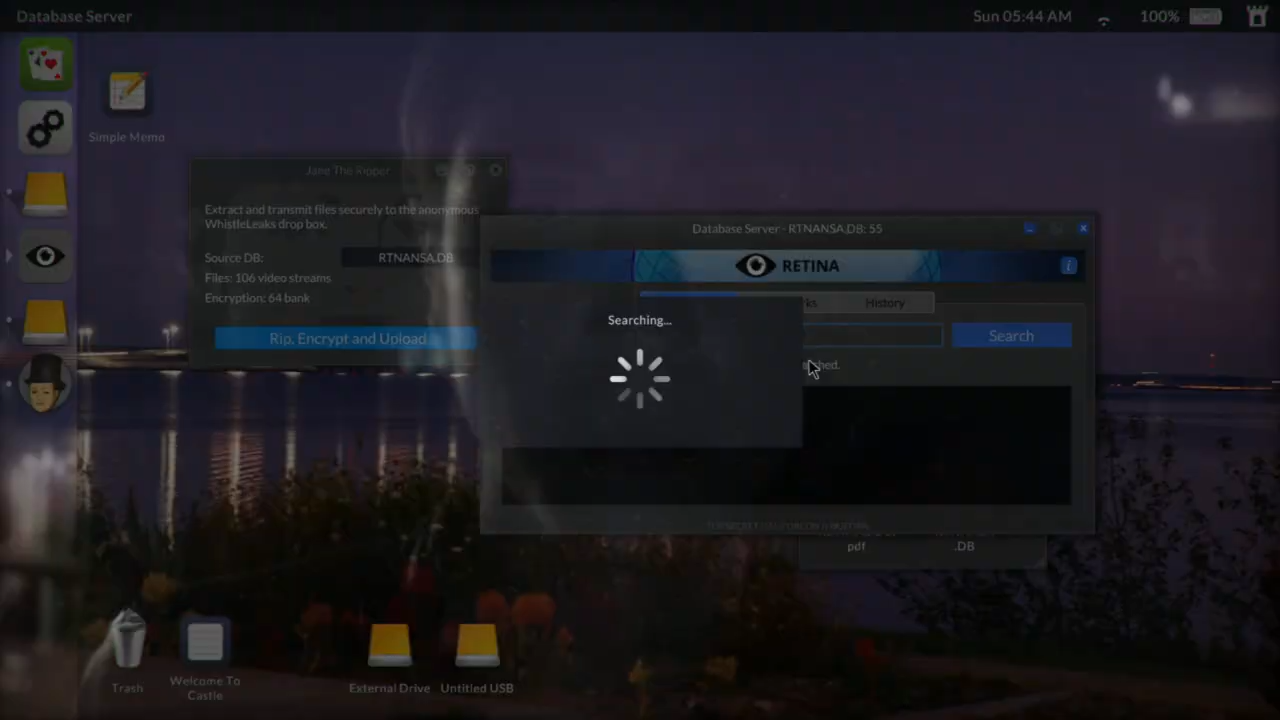 Database Server
Sun 05:44 AM
100%
Simple Memo
Jane The Ripper
Extract and transmit files securely to the anonymous
WhistleLeaks drop box.
Source DB:
RTNANSA.DB
Files: 106 video streams
Encryption: 64 bank
Rip, Encrypt and Upload
Database Server - RTNANSA.DB: 55
RETINA
i
rks
History
Searching...
Search
ched.
pdf
.DB
Trash
Welcome To
Castle
External Drive
Untitled USB